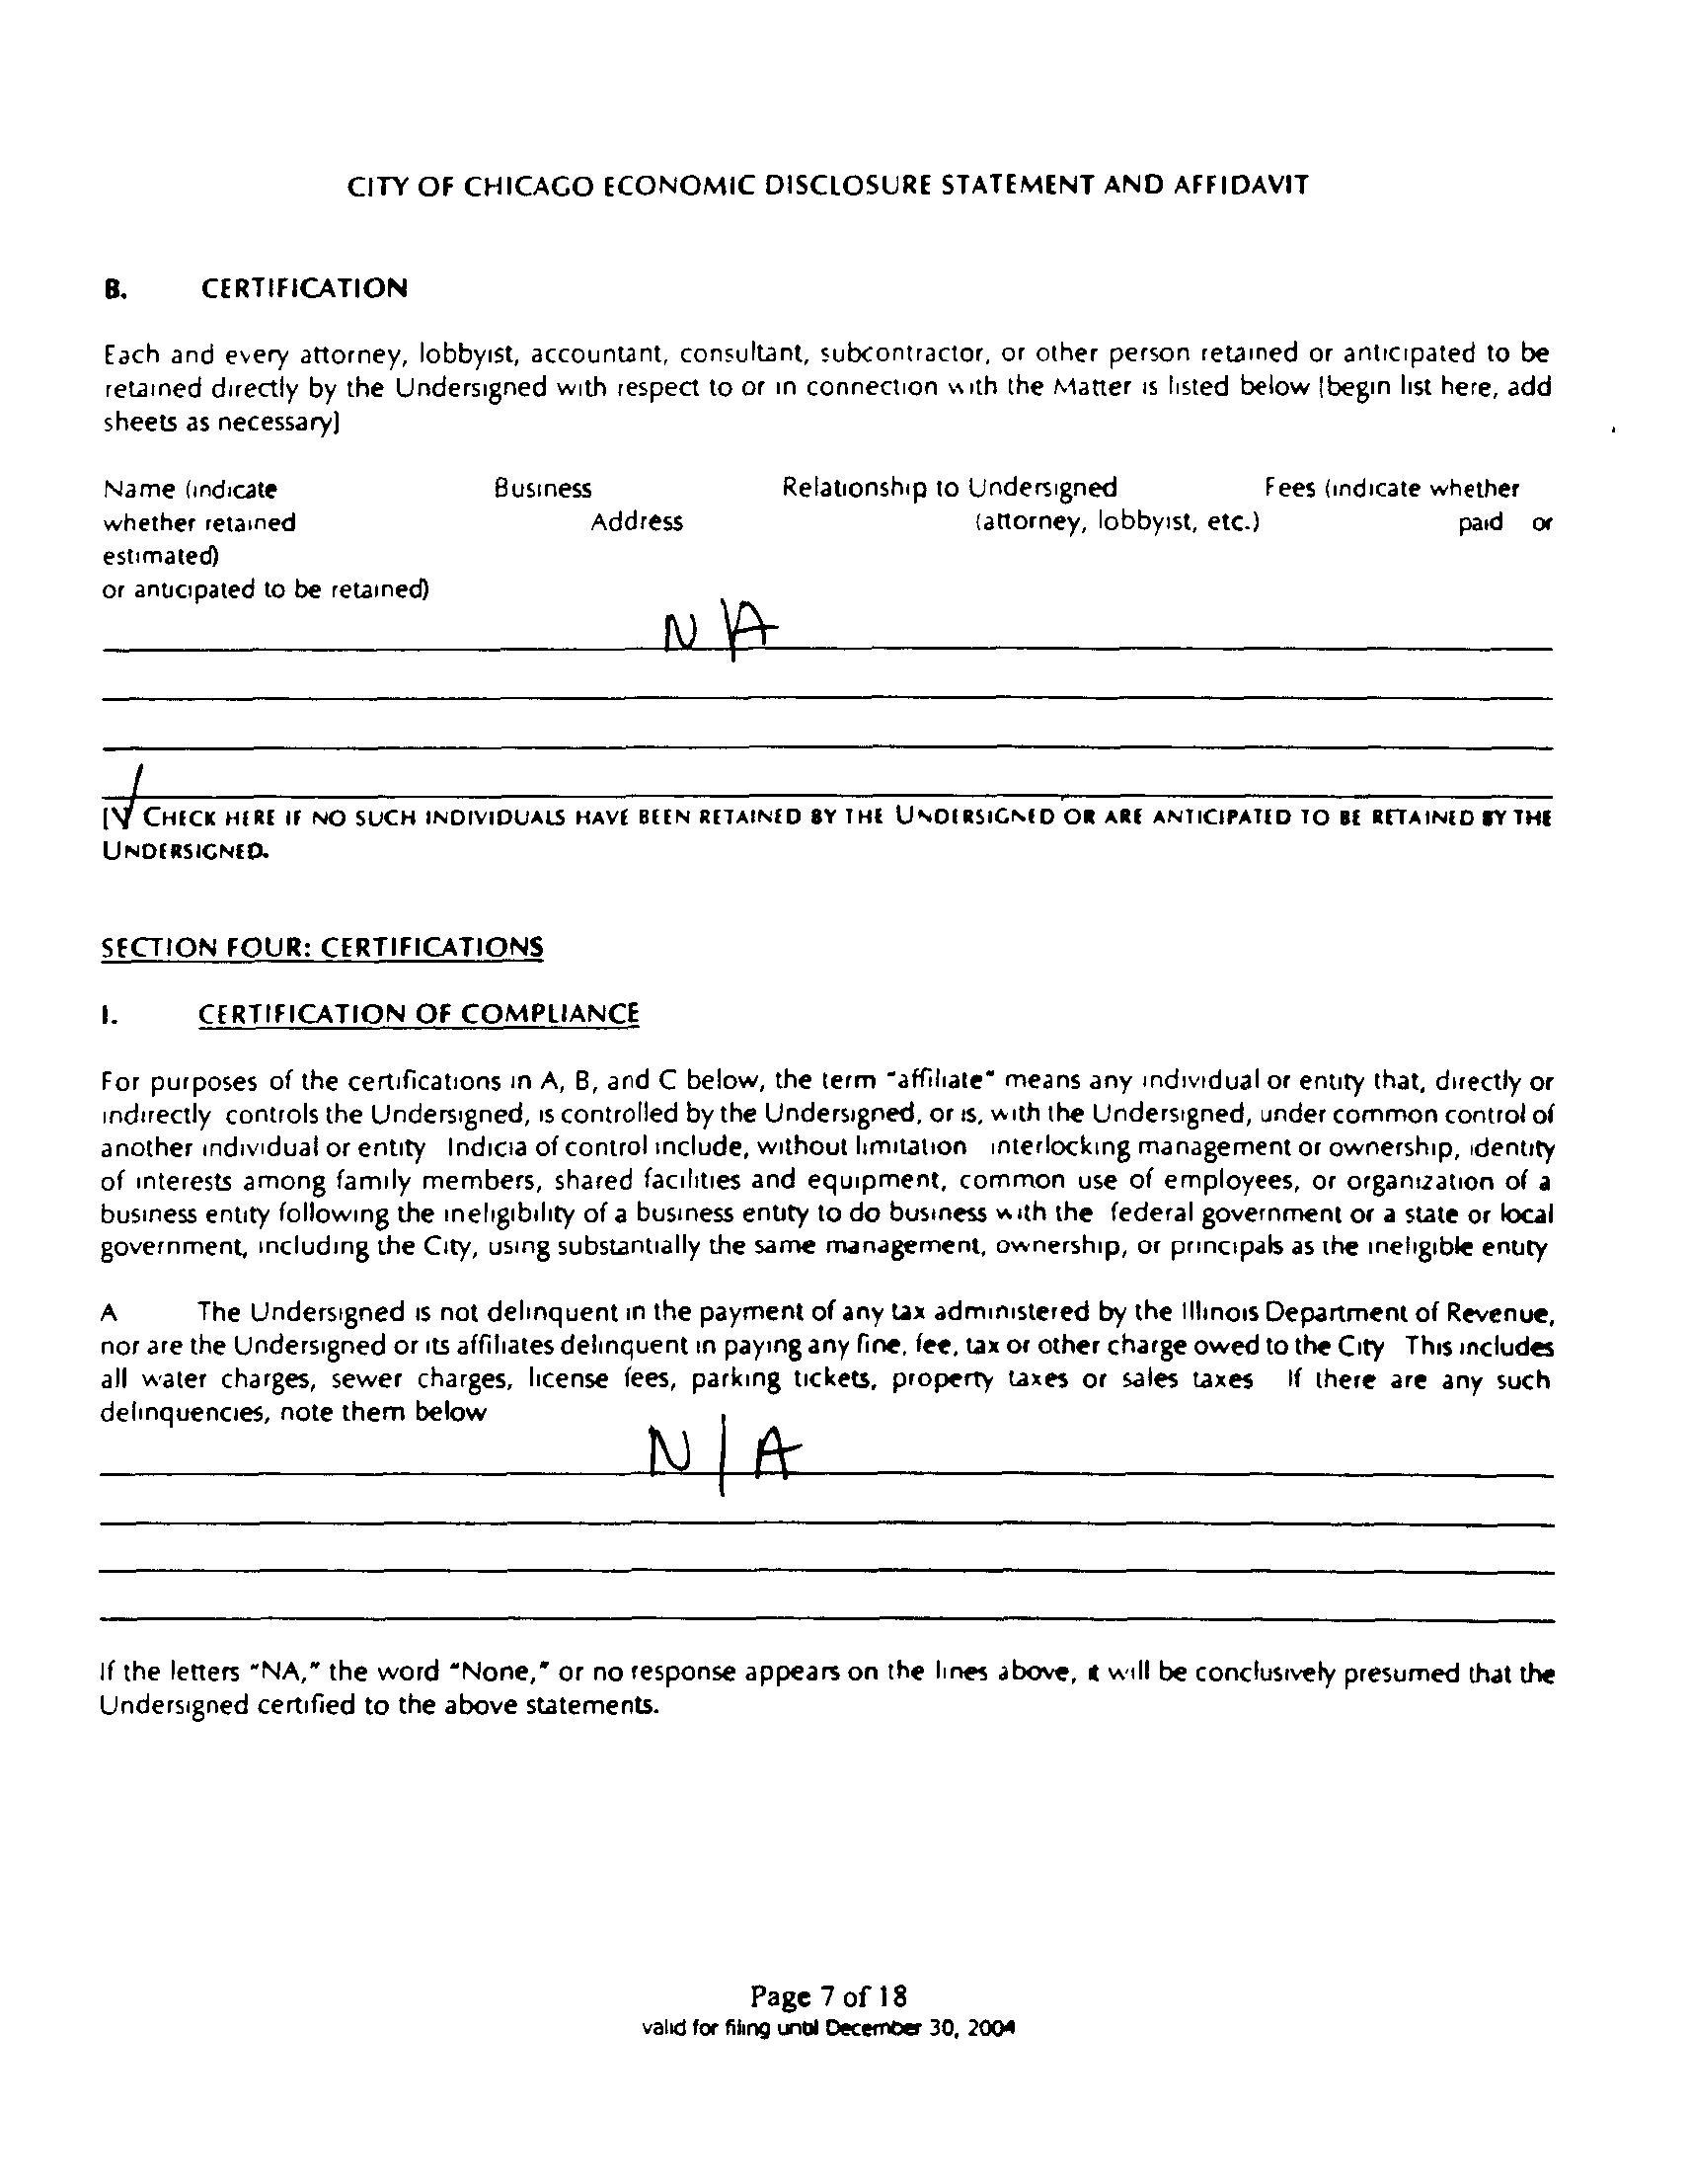 CITY OF CHICAGO ECONOMIC DISCLOSURE STATEMENT AND AFFIDAVIT
B. CERTIFICATION
Each and every attorney, lobbyist, accountant, consultant, subcontractor, or other person retained or anticipated to be
retained directly by the Undersigned with respect to or in connection with the Matter is listed below [begin list here, add
sheets as necessary]
Name (indicate Business Relationship to Undersigned Fees (indicate whether
whether retained Address (attorney, lobbyist, etc.) paid or
estimated)
or anticipated to be retained)
N/A
[✓] CHECK HERE IF NO SUCH INDIVIDUALS HAVE BEEN RETAINED BY THE UNDERSIGNED OR ARE ANTICIPATED TO BE RETAINED BY THE
UNDERSIGNED.
SECTION FOUR: CERTIFICATIONS
I. CERTIFICATION OF COMPLIANCE
For purposes of the certifications in A, B, and C below, the term "affiliate" means any individual or entity that, directly or
indirectly controls the Undersigned, is controlled by the Undersigned, or is, with the Undersigned, under common control of
another individual or entity Indicia of control include, without limitation interlocking management or ownership, identity
of interests among family members, shared facilities and equipment, common use of employees, or organization of a
business entity following the ineligibility of a business entity to do business with the federal government or a state or local
government, including the City, using substantially the same management, ownership, or principals as the ineligible entity
A The Undersigned is not delinquent in the payment of any tax administered by the Illinois Department of Revenue,
nor are the Undersigned or its affiliates delinquent in paying any fine, fee, tax or other charge owed to the City This includes
all water charges, sewer charges, license fees, parking tickets, property taxes or sales taxes If there are any such
delinquencies, note them below
N/A
If the letters "NA," the word "None," or no response appears on the lines above, it will be conclusively presumed that the
Undersigned certified to the above statements.
Page 7 of 18
valid for filing until December 30, 2004